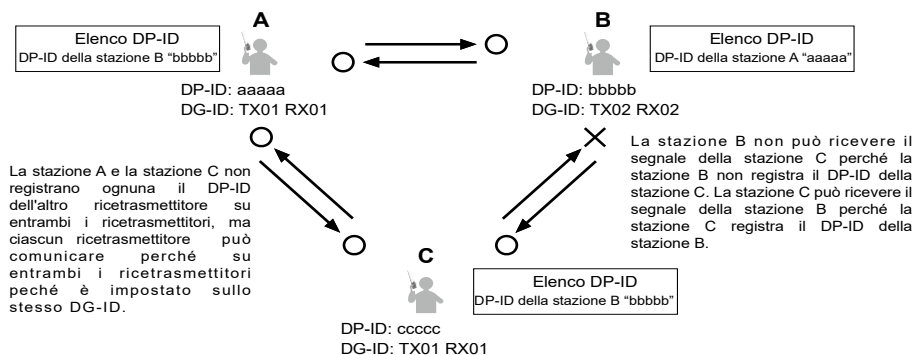 A
Elenco DP-ID
DP-ID della stazione B “bbbbb”
DP-ID: aaaaa
DG-ID: TX01 RX01
B
Elenco DP-ID
DP-ID della stazione A “aaaaa”
DP-ID: bbbbb
DG-ID: TX02 RX02
La stazione A e la stazione C non
registrano ognuna il DP-ID
dell'altro ricetrasmettitore su
entrambi i ricetrasmettitori, ma
ciascun ricetrasmettitore può
comunicare perché su
entrambi i ricetrasmettitori
peché è impostato sullo
stesso DG-ID.
La stazione B non può ricevere il
segnale della stazione C perché la
stazione B non registra il DP-ID della
stazione C. La stazione C può ricevere il
segnale della stazione B perché la
stazione C registra il DP-ID della
stazione B.
C
Elenco DP-ID
DP-ID della stazione B “bbbbb”
DP-ID: ccccc
DG-ID: TX01 RX01